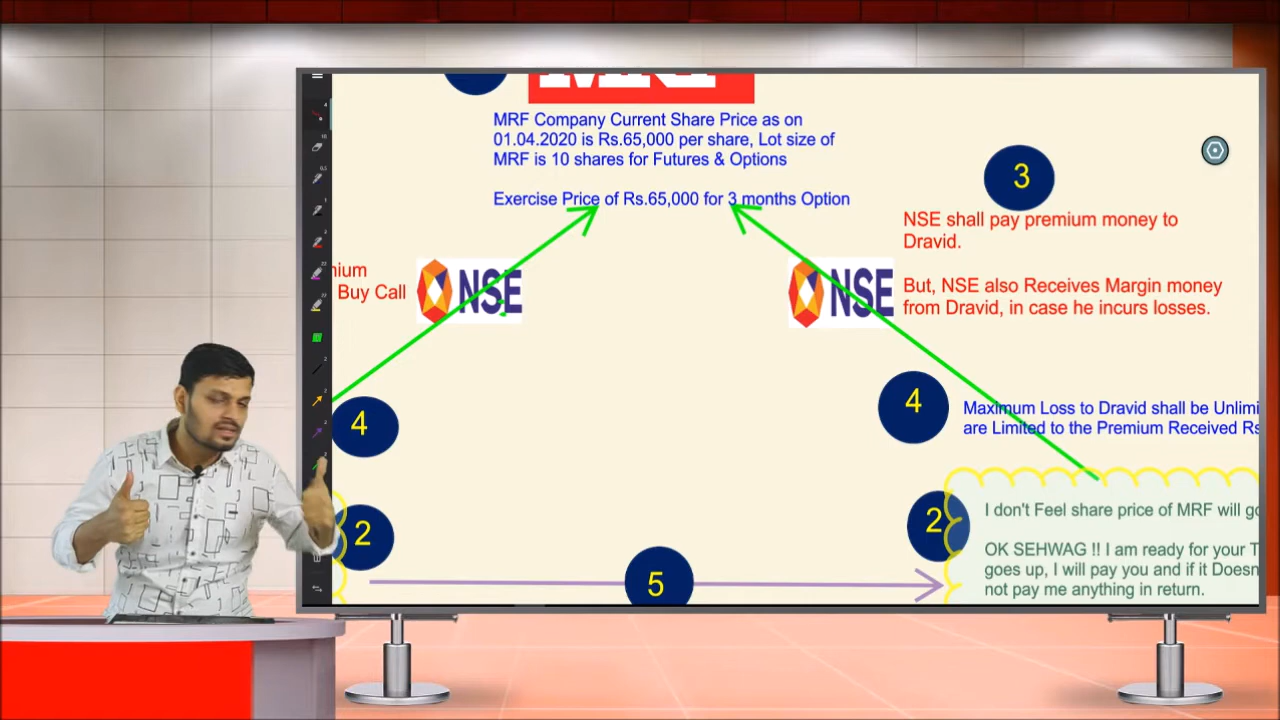 MRF Company Current Share Price as on
01.04.2020 is Rs.65,000 per share, Lot size of
MRF is 10 shares for Futures & Options
Exercise Price of Rs.65,000 for 3 months Option
3
NSE shall pay premium money to
Dravid.
But, NSE also Receives Margin money
from Dravid, in case he incurs losses.
Buy Call
NSE
NSE
4
4
Maximum Loss to Dravid shall be
are Limited to the Premium Received
2
2
I don't Feel share price of MRF will
OK SEHWAG !! I am ready for your
goes up, I will pay you and if it
not pay me anything in return.
5